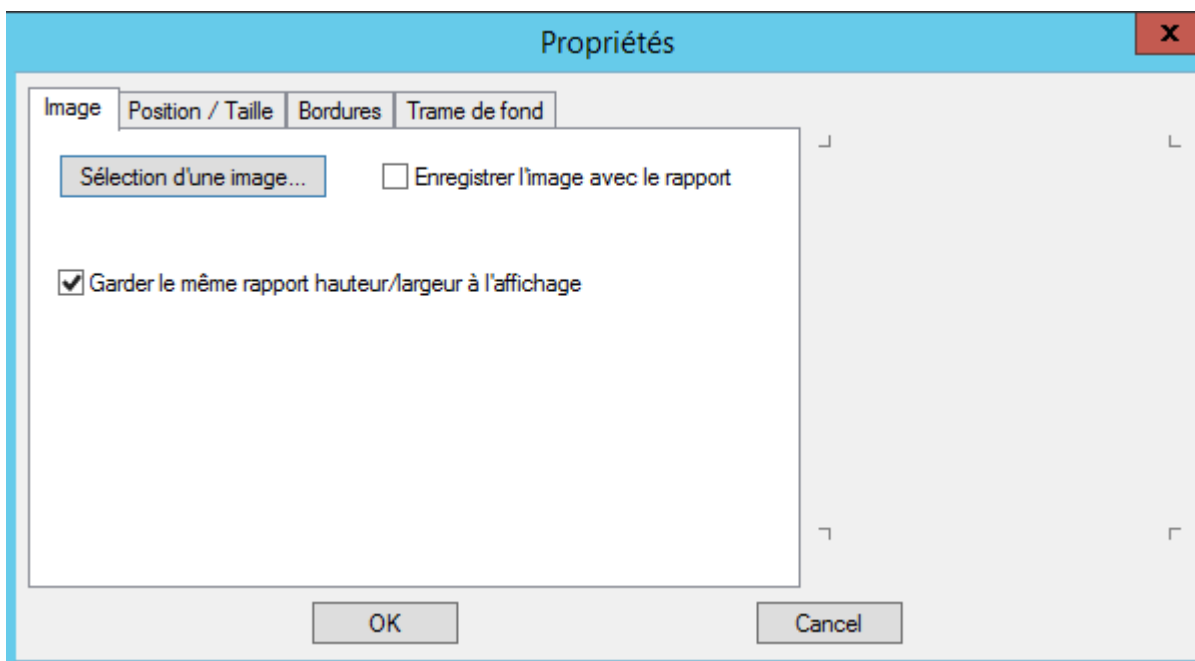 Propriétés
x
Image Position / Taille Bordures Trame de fond
Sélection d'une image... Enregistrer l'image avec le rapport
Garder le même rapport hauteur/largeur à l'affichage
OK Cancel